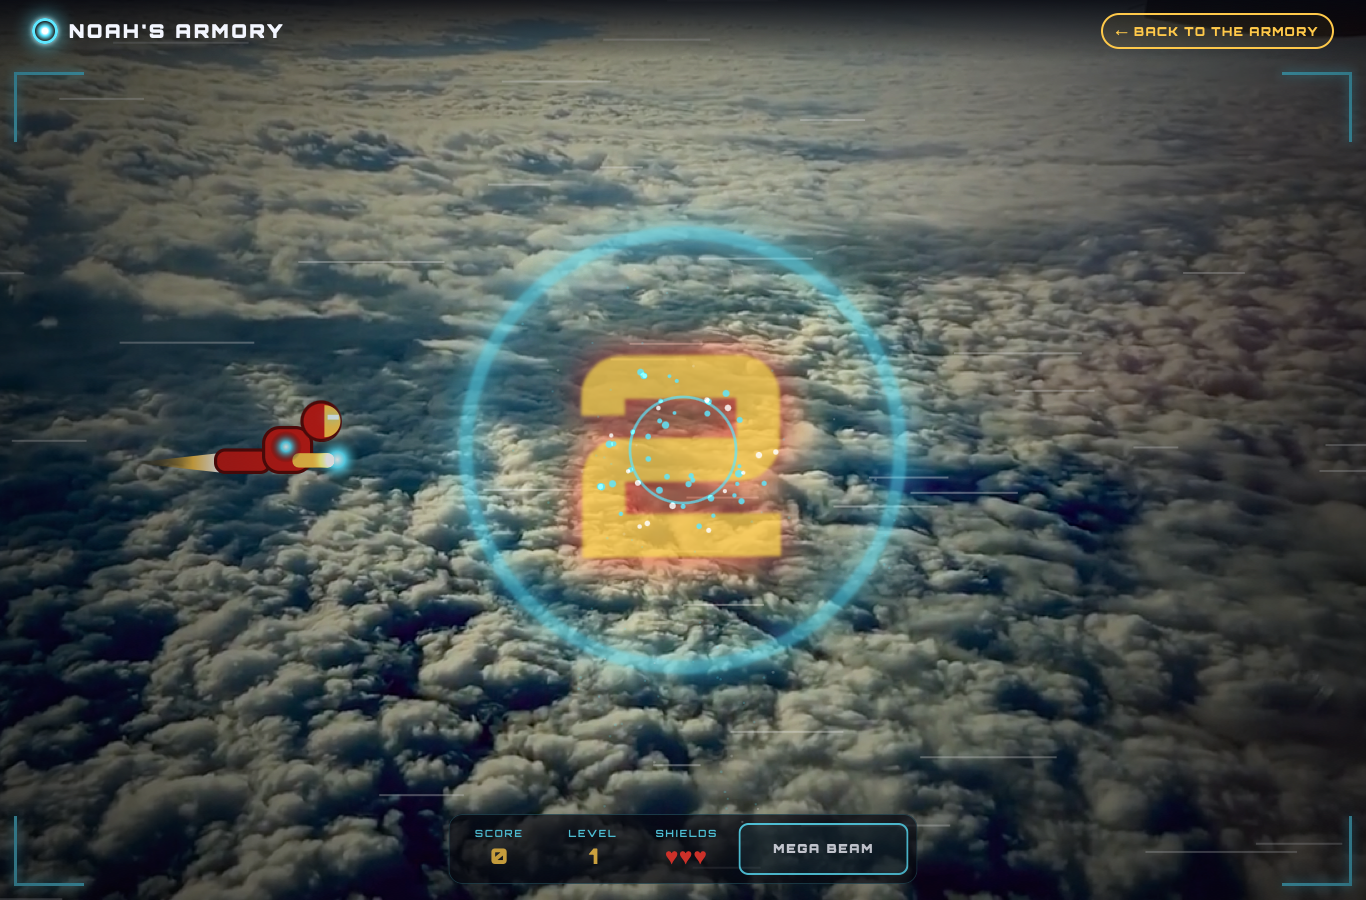 NOAH'S ARMORY
← BACK TO THE ARMORY
2
SCORE
0
LEVEL
1
SHIELDS
♥♥♥
MEGA BEAM